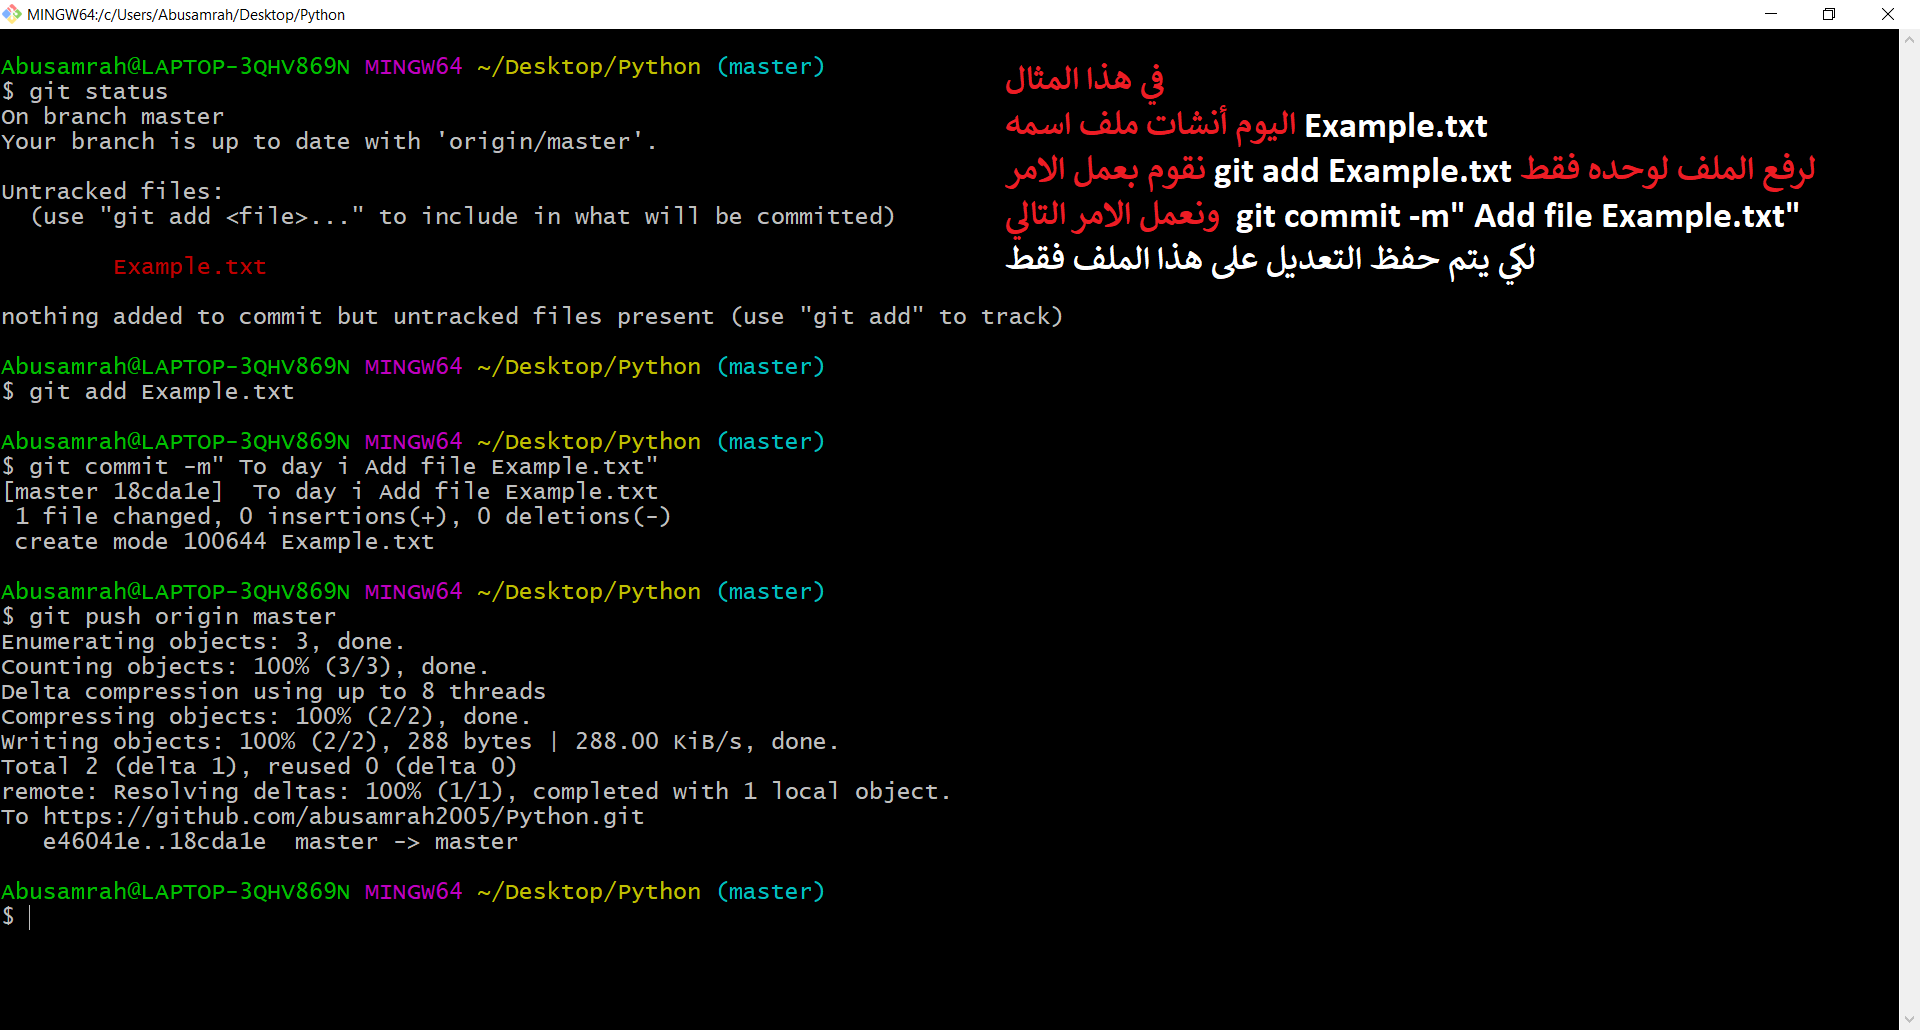 MINGW64:/c/Users/Abusamrah/Desktop/Python
Abusamrah@LAPTOP-3QHV869N MINGW64 ~/Desktop/Python (master)
$ git status
On branch master
Your branch is up to date with 'origin/master'.
Untracked files:
(use "git add <file>..." to include in what will be committed)
Example.txt
nothing added to commit but untracked files present (use "git add" to track)
Abusamrah@LAPTOP-3QHV869N MINGW64 ~/Desktop/Python (master)
$ git add Example.txt
Abusamrah@LAPTOP-3QHV869N MINGW64 ~/Desktop/Python (master)
$ git commit -m" To day i Add file Example.txt"
[master 18cda1e]  To day i Add file Example.txt
1 file changed, 0 insertions(+), 0 deletions(-)
create mode 100644 Example.txt
Abusamrah@LAPTOP-3QHV869N MINGW64 ~/Desktop/Python (master)
$ git push origin master
Enumerating objects: 3, done.
Counting objects: 100% (3/3), done.
Delta compression using up to 8 threads
Compressing objects: 100% (2/2), done.
Writing objects: 100% (2/2), 288 bytes | 288.00 KiB/s, done.
Total 2 (delta 1), reused 0 (delta 0)
remote: Resolving deltas: 100% (1/1), completed with 1 local object.
To https://github.com/abusamrah2005/Python.git
e46041e..18cda1e  master -> master
Abusamrah@LAPTOP-3QHV869N MINGW64 ~/Desktop/Python (master)
$
في هذا المثال
اليوم أنشات ملف اسمه Example.txt
لرفع الملف لوحده فقط git add Example.txt نقوم بعمل الامر
ونعمل الامر التالي git commit -m" Add file Example.txt"
لكي يتم حفظ التعديل على هذا الملف فقط